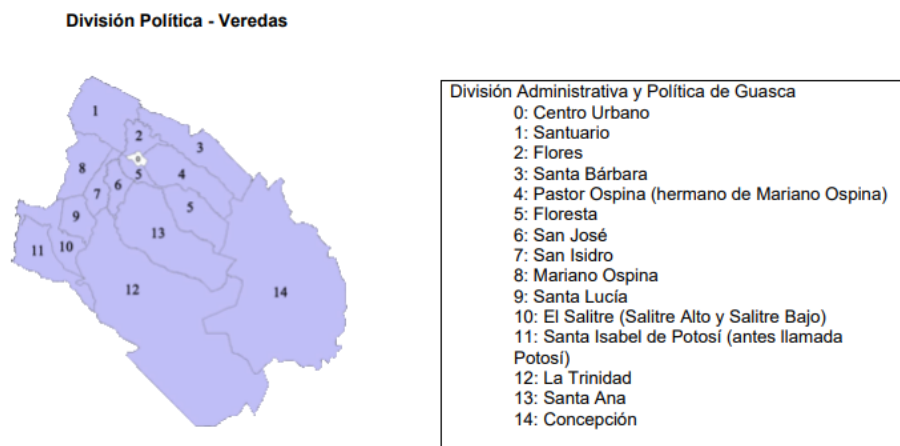 División Política - Veredas
1
2
3
0
8
5
4
6
7
5
9
13
11
10
12
14
División Administrativa y Política de Guasca
0: Centro Urbano
1: Santuario
2: Flores
3: Santa Bárbara
4: Pastor Ospina (hermano de Mariano Ospina)
5: Floresta
6: San José
7: San Isidro
8: Mariano Ospina
9: Santa Lucía
10: El Salitre (Salitre Alto y Salitre Bajo)
11: Santa Isabel de Potosí (antes llamada
Potosí)
12: La Trinidad
13: Santa Ana
14: Concepción